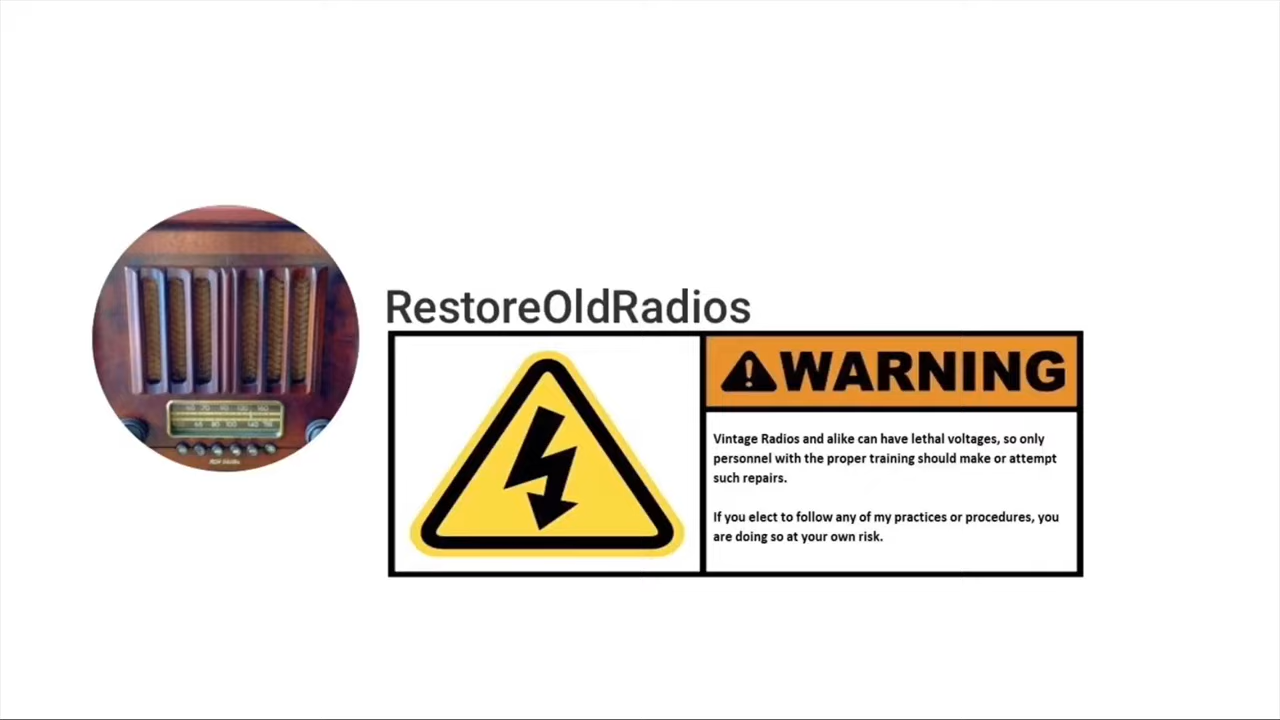 RestoreOldRadios
WARNING
Vintage Radios and alike can have lethal voltages, so only
personnel with the proper training should make or attempt
such repairs.
If you elect to follow any of my practices or procedures, you
are doing so at your own risk.